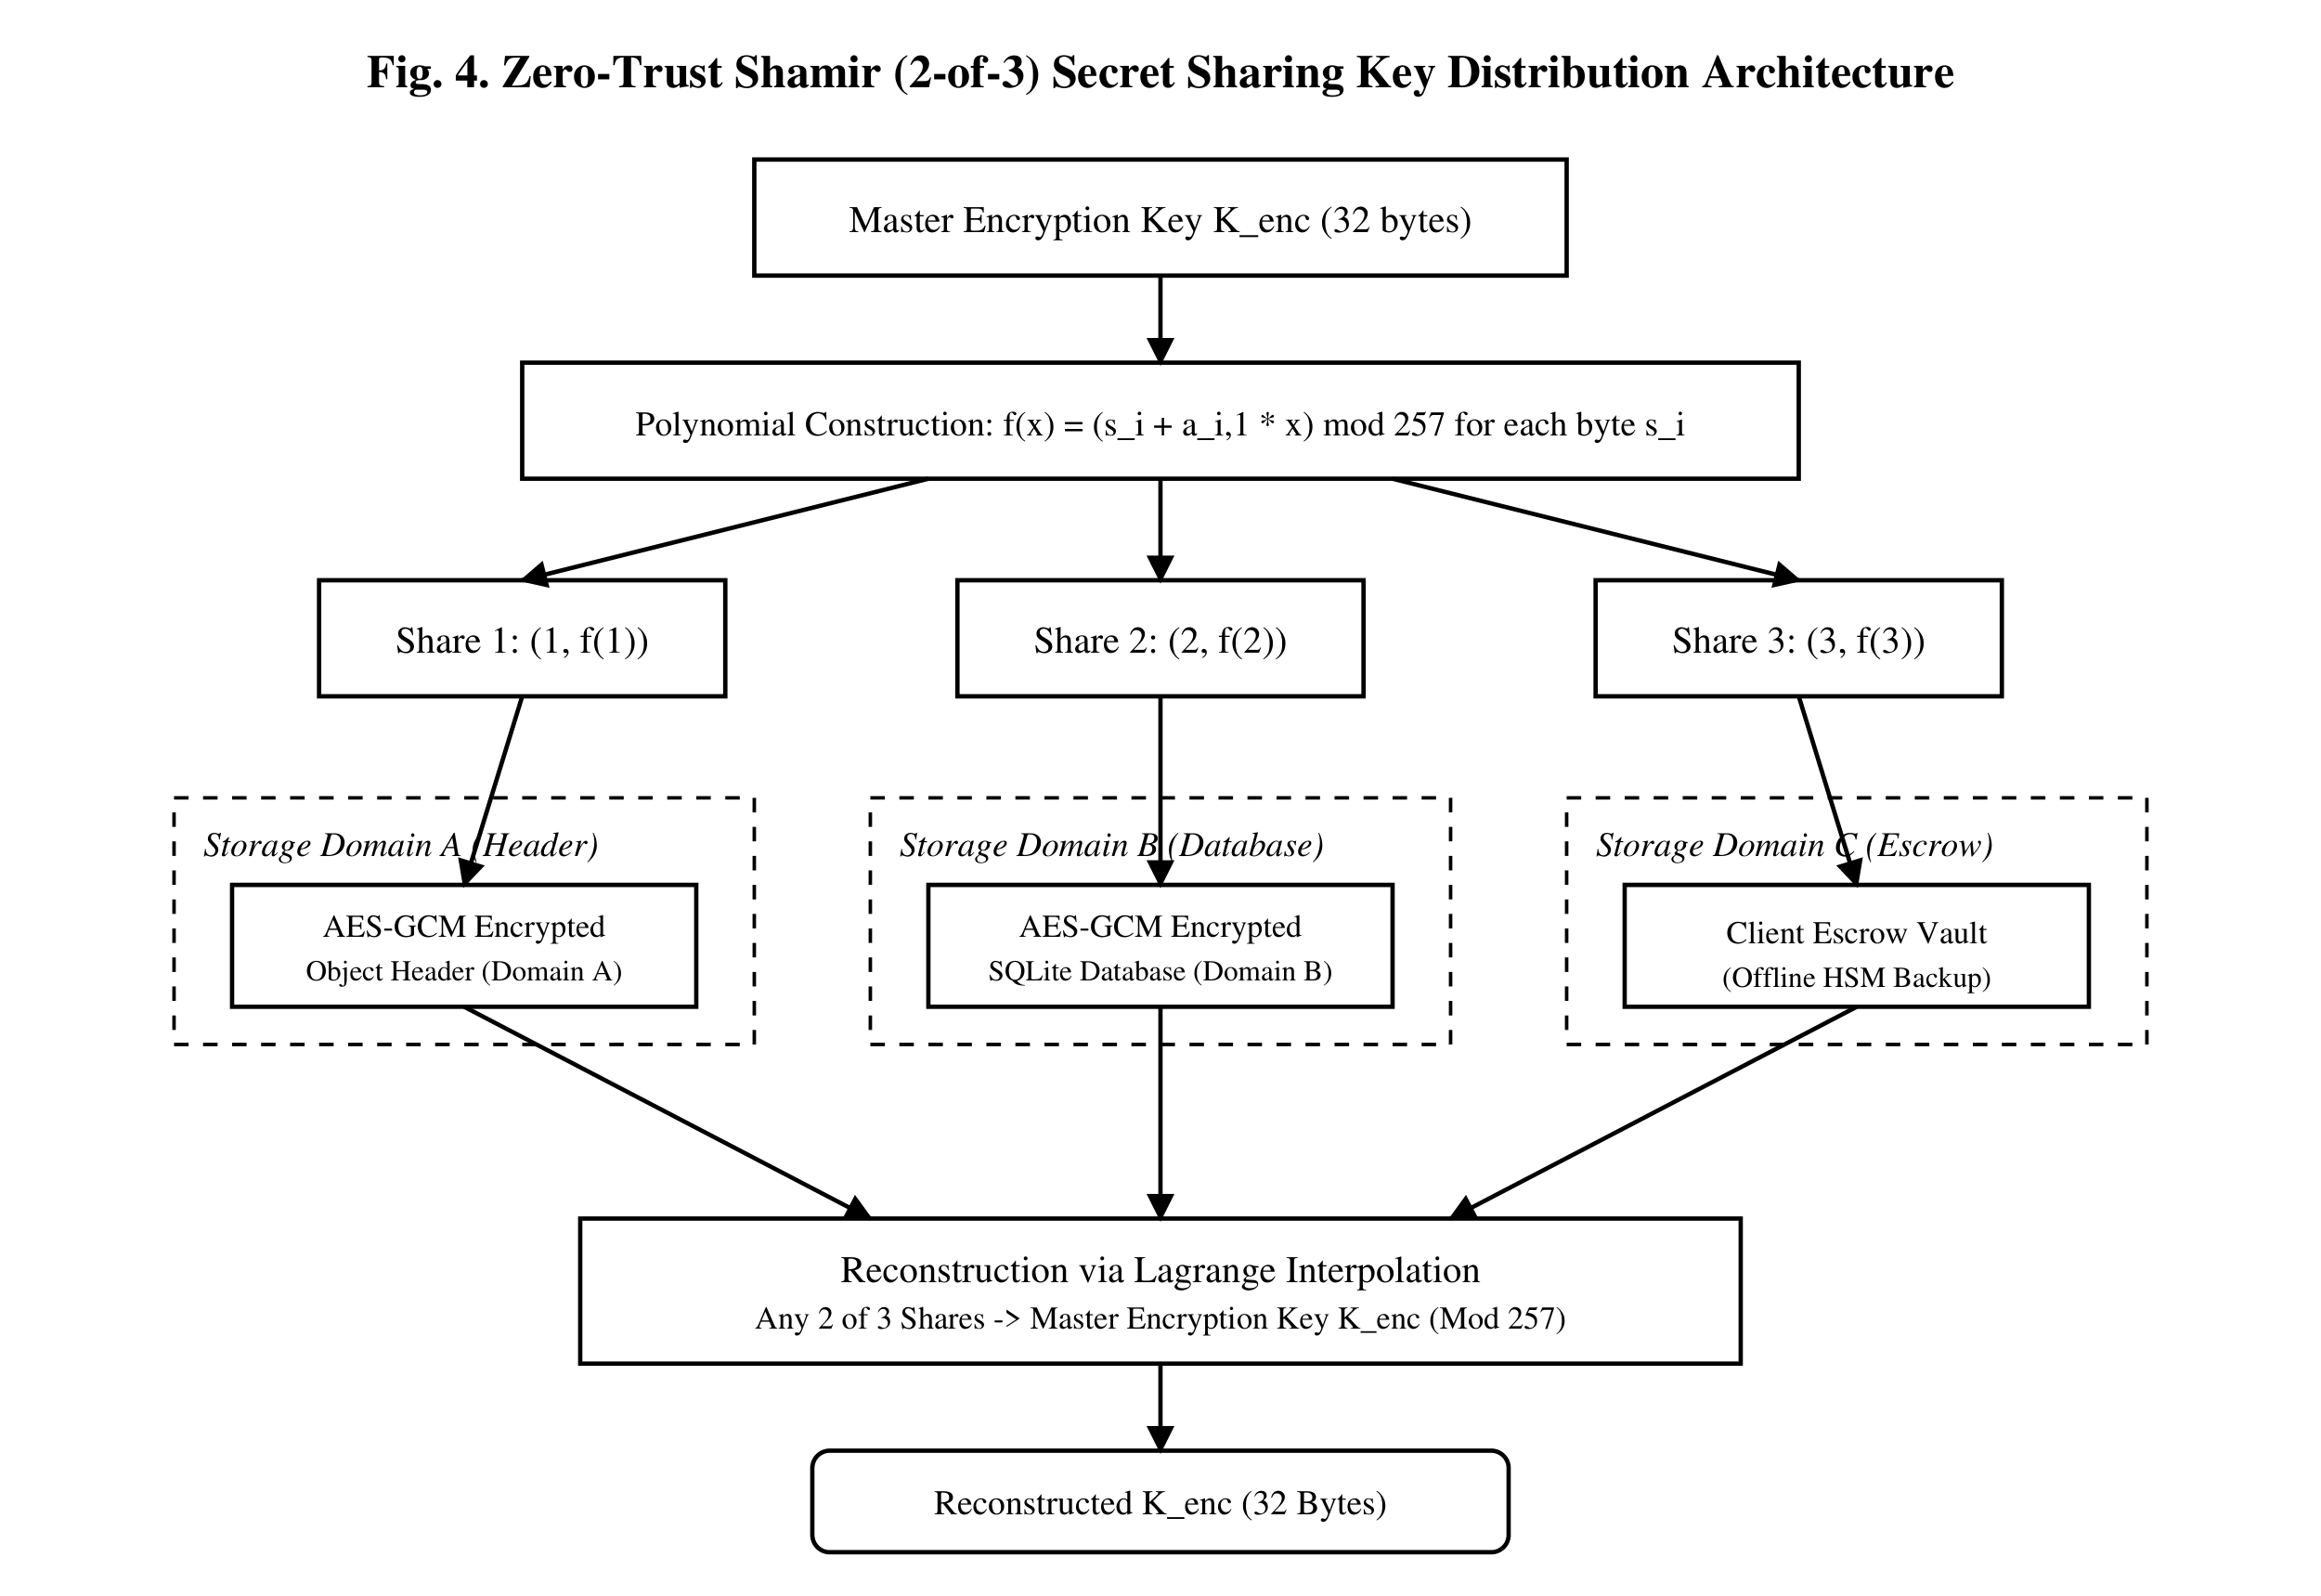 Fig. 4. Zero-Trust Shamir (2-of-3) Secret Sharing Key Distribution Architecture
Master Encryption Key K_enc (32 bytes)
Polynomial Construction: f(x) = (s_i + a_i,1 * x) mod 257 for each byte s_i
Share 1: (1, f(1))
Share 2: (2, f(2))
Share 3: (3, f(3))
Storage Domain A (Header)
AES-GCM Encrypted
Object Header (Domain A)
Storage Domain B (Database)
AES-GCM Encrypted
SQLite Database (Domain B)
Storage Domain C (Escrow)
Client Escrow Vault
(Offline HSM Backup)
Reconstruction via Lagrange Interpolation
Any 2 of 3 Shares -> Master Encryption Key K_enc (Mod 257)
Reconstructed K_enc (32 Bytes)